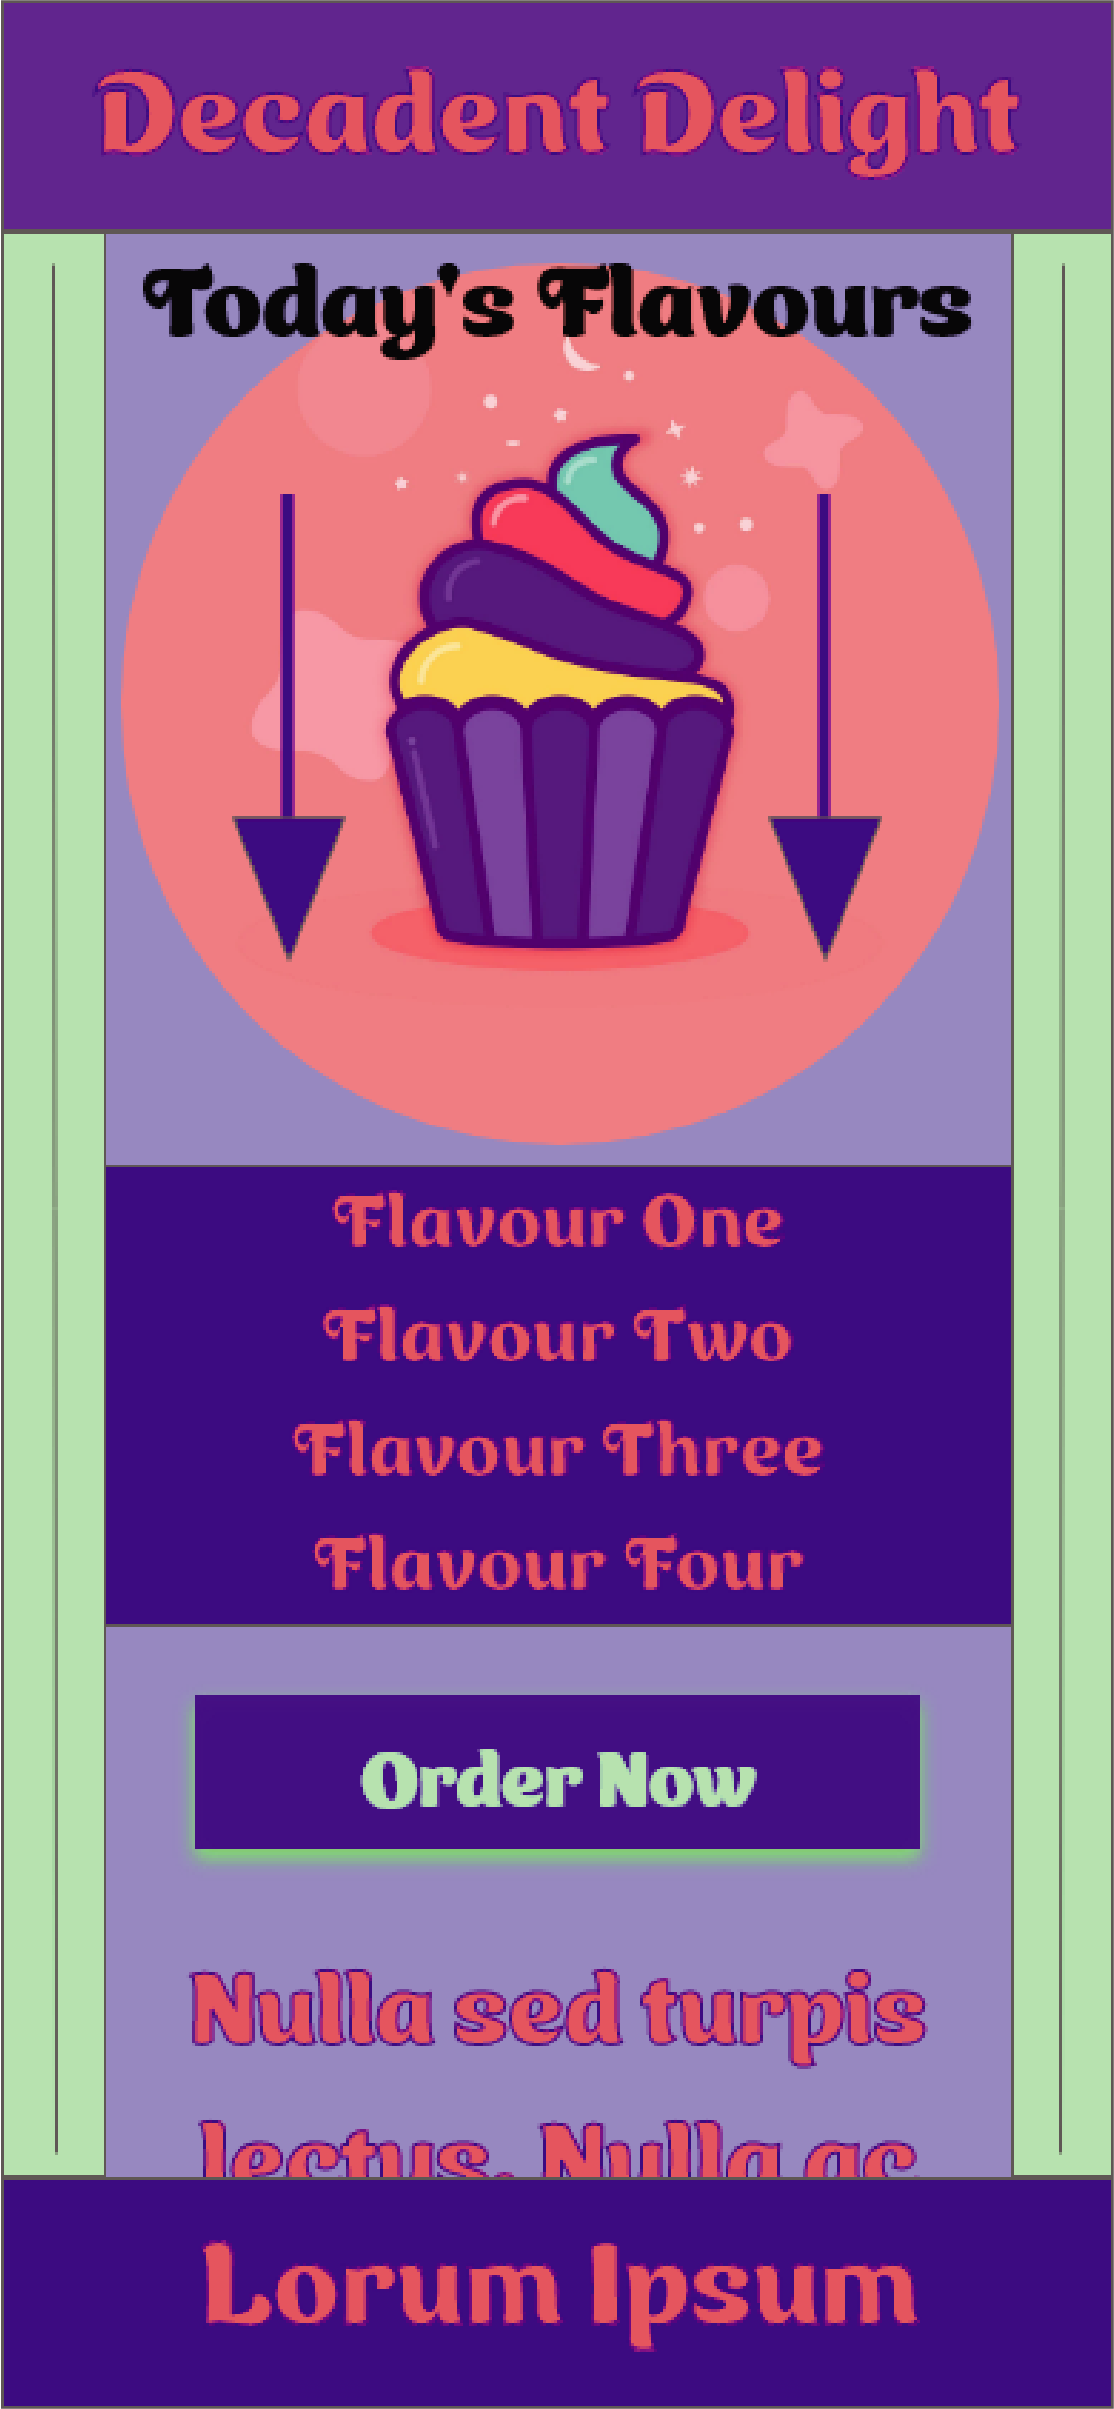 Decadent Delight
Today's Flavours
Flavour One
Flavour Two
Flavour Three
Flavour Four
Order Now
Nulla sed turpis
lectus. Nulla ac
Lorum Ipsum